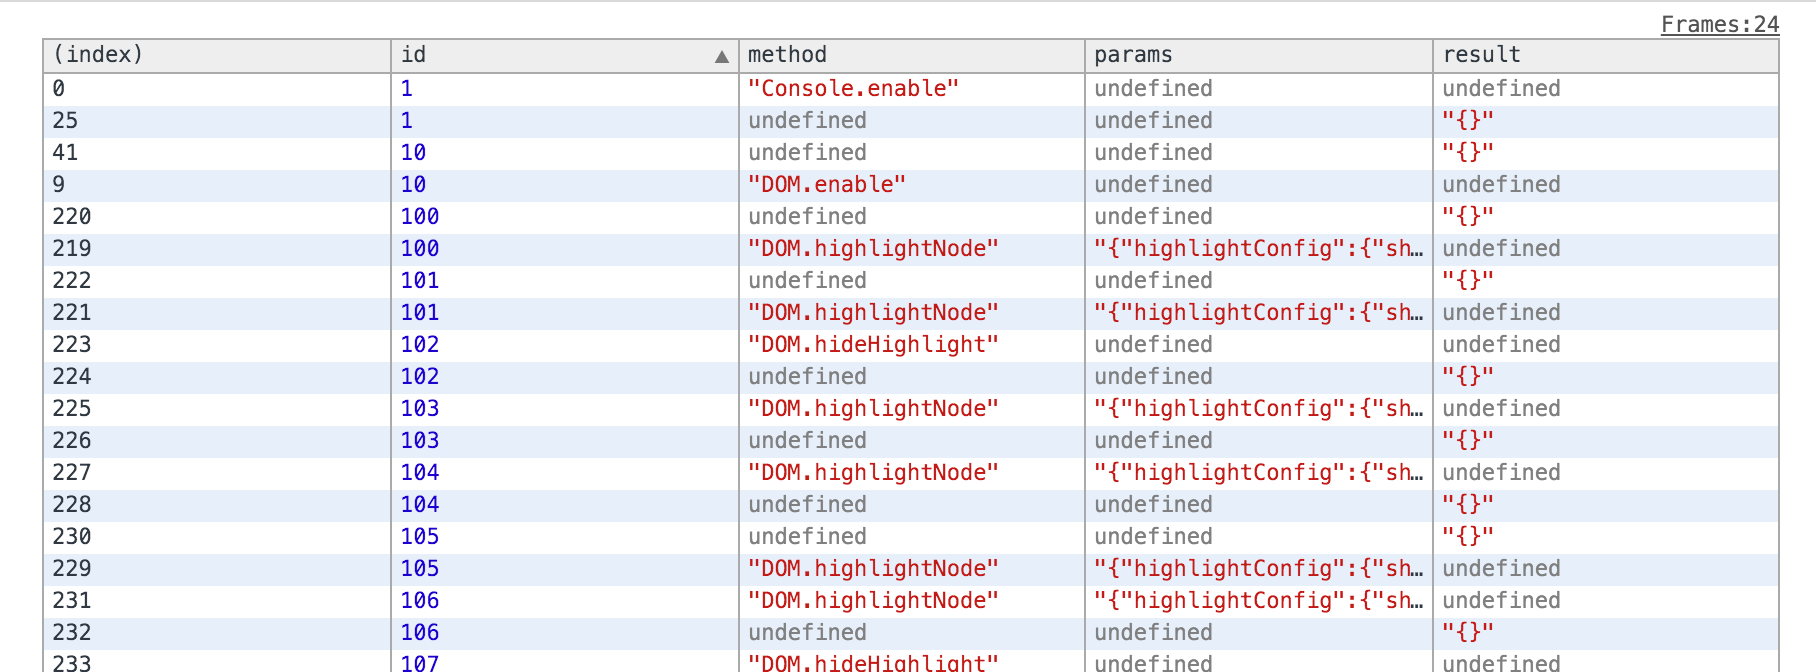 Frames:24
(index) id ▲ method params result
0 1 "Console.enable" undefined undefined
25 1 undefined undefined "{}"
41 10 undefined undefined "{}"
9 10 "DOM.enable" undefined undefined
220 100 undefined undefined "{}"
219 100 "DOM.highlightNode" "{"highlightConfig":{"sh… undefined
222 101 undefined undefined "{}"
221 101 "DOM.highlightNode" "{"highlightConfig":{"sh… undefined
223 102 "DOM.hideHighlight" undefined undefined
224 102 undefined undefined "{}"
225 103 "DOM.highlightNode" "{"highlightConfig":{"sh… undefined
226 103 undefined undefined "{}"
227 104 "DOM.highlightNode" "{"highlightConfig":{"sh… undefined
228 104 undefined undefined "{}"
230 105 undefined undefined "{}"
229 105 "DOM.highlightNode" "{"highlightConfig":{"sh… undefined
231 106 "DOM.highlightNode" "{"highlightConfig":{"sh… undefined
232 106 undefined undefined "{}"
233 107 "DOM.hideHighlight" undefined undefined